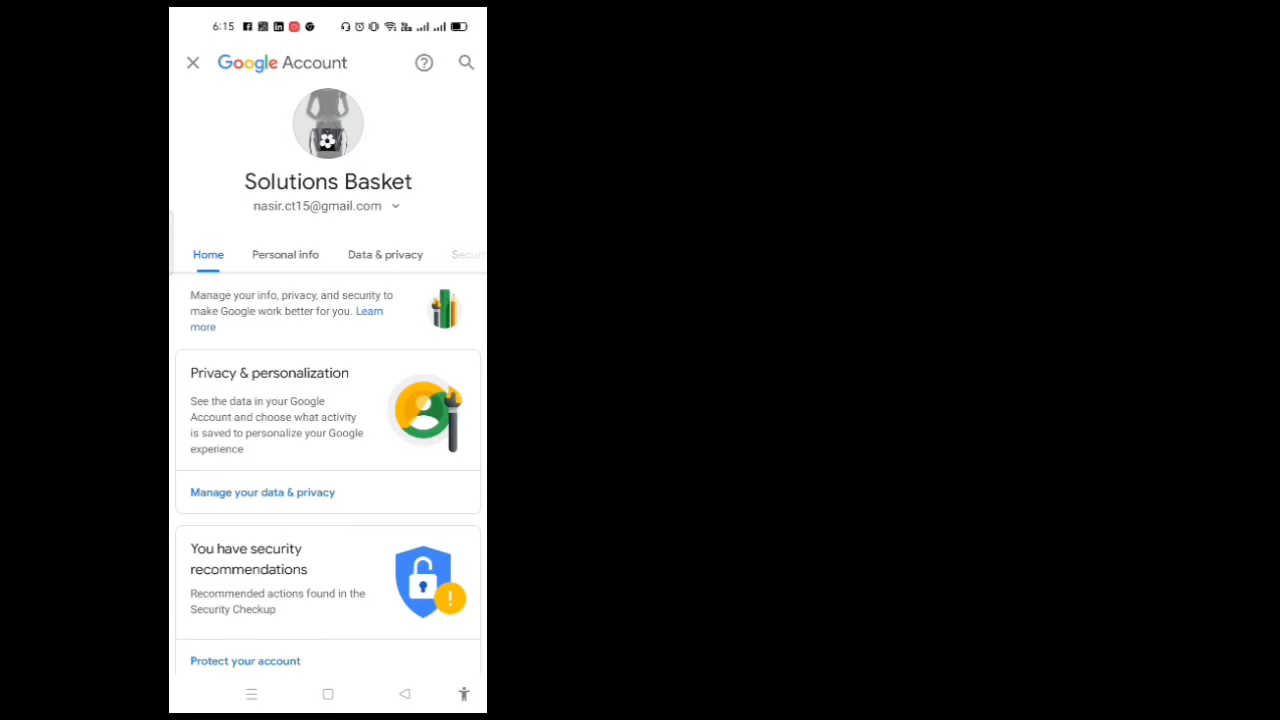 6:15
Google Account
Solutions Basket
nasir.ct15@gmail.com
Home Personal info Data & privacy Securi
Manage your info, privacy, and security to
make Google work better for you. Learn
more
Privacy & personalization
See the data in your Google
Account and choose what activity
is saved to personalize your Google
experience
Manage your data & privacy
You have security
recommendations
Recommended actions found in the
Security Checkup
Protect your account